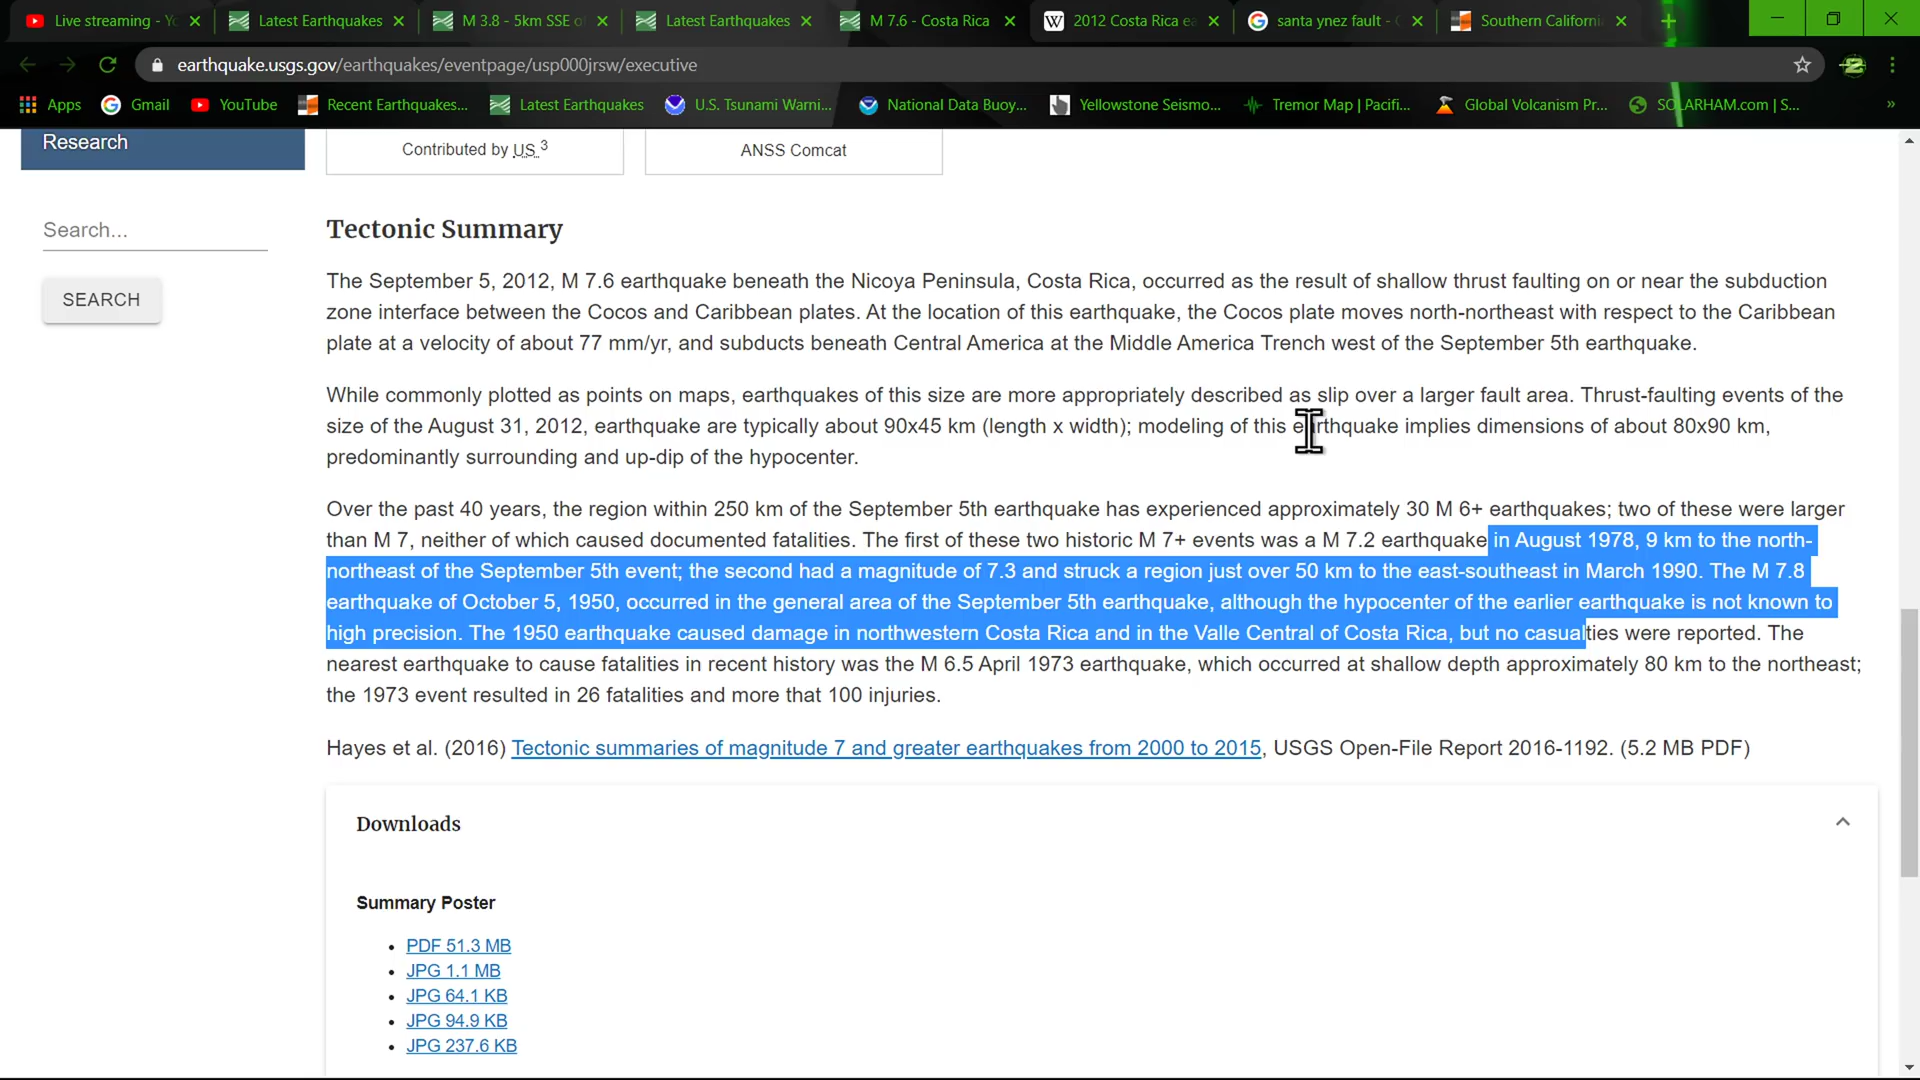 Live streaming - Y
Latest Earthquakes
M 3.8 - 5km SSE o
Latest Earthquakes
M 7.6 - Costa Rica
2012 Costa Rica ea
santa ynez fault -
Southern Californi
earthquake.usgs.gov/earthquakes/eventpage/usp000jrsw/executive
Apps
Gmail
YouTube
Recent Earthquakes...
Latest Earthquakes
U.S. Tsunami Warni...
National Data Buoy...
Yellowstone Seismo...
Tremor Map | Pacifi...
Global Volcanism Pr...
SOLARHAM.com | S...
»
Research
Contributed by US 3
ANSS Comcat
Search...
SEARCH
Tectonic Summary
The September 5, 2012, M 7.6 earthquake beneath the Nicoya Peninsula, Costa Rica, occurred as the result of shallow thrust faulting on or near the subduction
zone interface between the Cocos and Caribbean plates. At the location of this earthquake, the Cocos plate moves north-northeast with respect to the Caribbean
plate at a velocity of about 77 mm/yr, and subducts beneath Central America at the Middle America Trench west of the September 5th earthquake.
While commonly plotted as points on maps, earthquakes of this size are more appropriately described as slip over a larger fault area. Thrust-faulting events of the
size of the August 31, 2012, earthquake are typically about 90x45 km (length x width); modeling of this earthquake implies dimensions of about 80x90 km,
predominantly surrounding and up-dip of the hypocenter.
Over the past 40 years, the region within 250 km of the September 5th earthquake has experienced approximately 30 M 6+ earthquakes; two of these were larger
than M 7, neither of which caused documented fatalities. The first of these two historic M 7+ events was a M 7.2 earthquake in August 1978, 9 km to the north-
northeast of the September 5th event; the second had a magnitude of 7.3 and struck a region just over 50 km to the east-southeast in March 1990. The M 7.8
earthquake of October 5, 1950, occurred in the general area of the September 5th earthquake, although the hypocenter of the earlier earthquake is not known to
high precision. The 1950 earthquake caused damage in northwestern Costa Rica and in the Valle Central of Costa Rica, but no casualties were reported. The
nearest earthquake to cause fatalities in recent history was the M 6.5 April 1973 earthquake, which occurred at shallow depth approximately 80 km to the northeast;
the 1973 event resulted in 26 fatalities and more that 100 injuries.
Hayes et al. (2016) Tectonic summaries of magnitude 7 and greater earthquakes from 2000 to 2015, USGS Open-File Report 2016-1192. (5.2 MB PDF)
Downloads
Summary Poster
PDF 51.3 MB
JPG 1.1 MB
JPG 64.1 KB
JPG 94.9 KB
JPG 237.6 KB